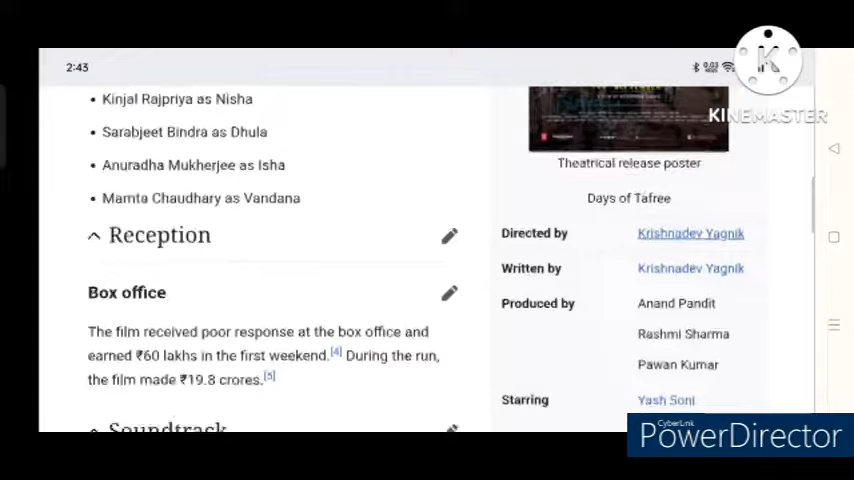 2:43
K
KINEMASTER
• Kinjal Rajpriya as Nisha
• Sarabjeet Bindra as Dhula
• Anuradha Mukherjee as Isha
• Mamta Chaudhary as Vandana
Reception
Box office
The film received poor response at the box office and
earned ₹60 lakhs in the first weekend.[4] During the run,
the film made ₹19.8 crores.[5]
Soundtrack
Theatrical release poster
Days of Tafree
Directed by Krishnadev Yagnik
Written by Krishnadev Yagnik
Produced by Anand Pandit
Rashmi Sharma
Pawan Kumar
Starring Yash Soni
CyberLink
PowerDirector